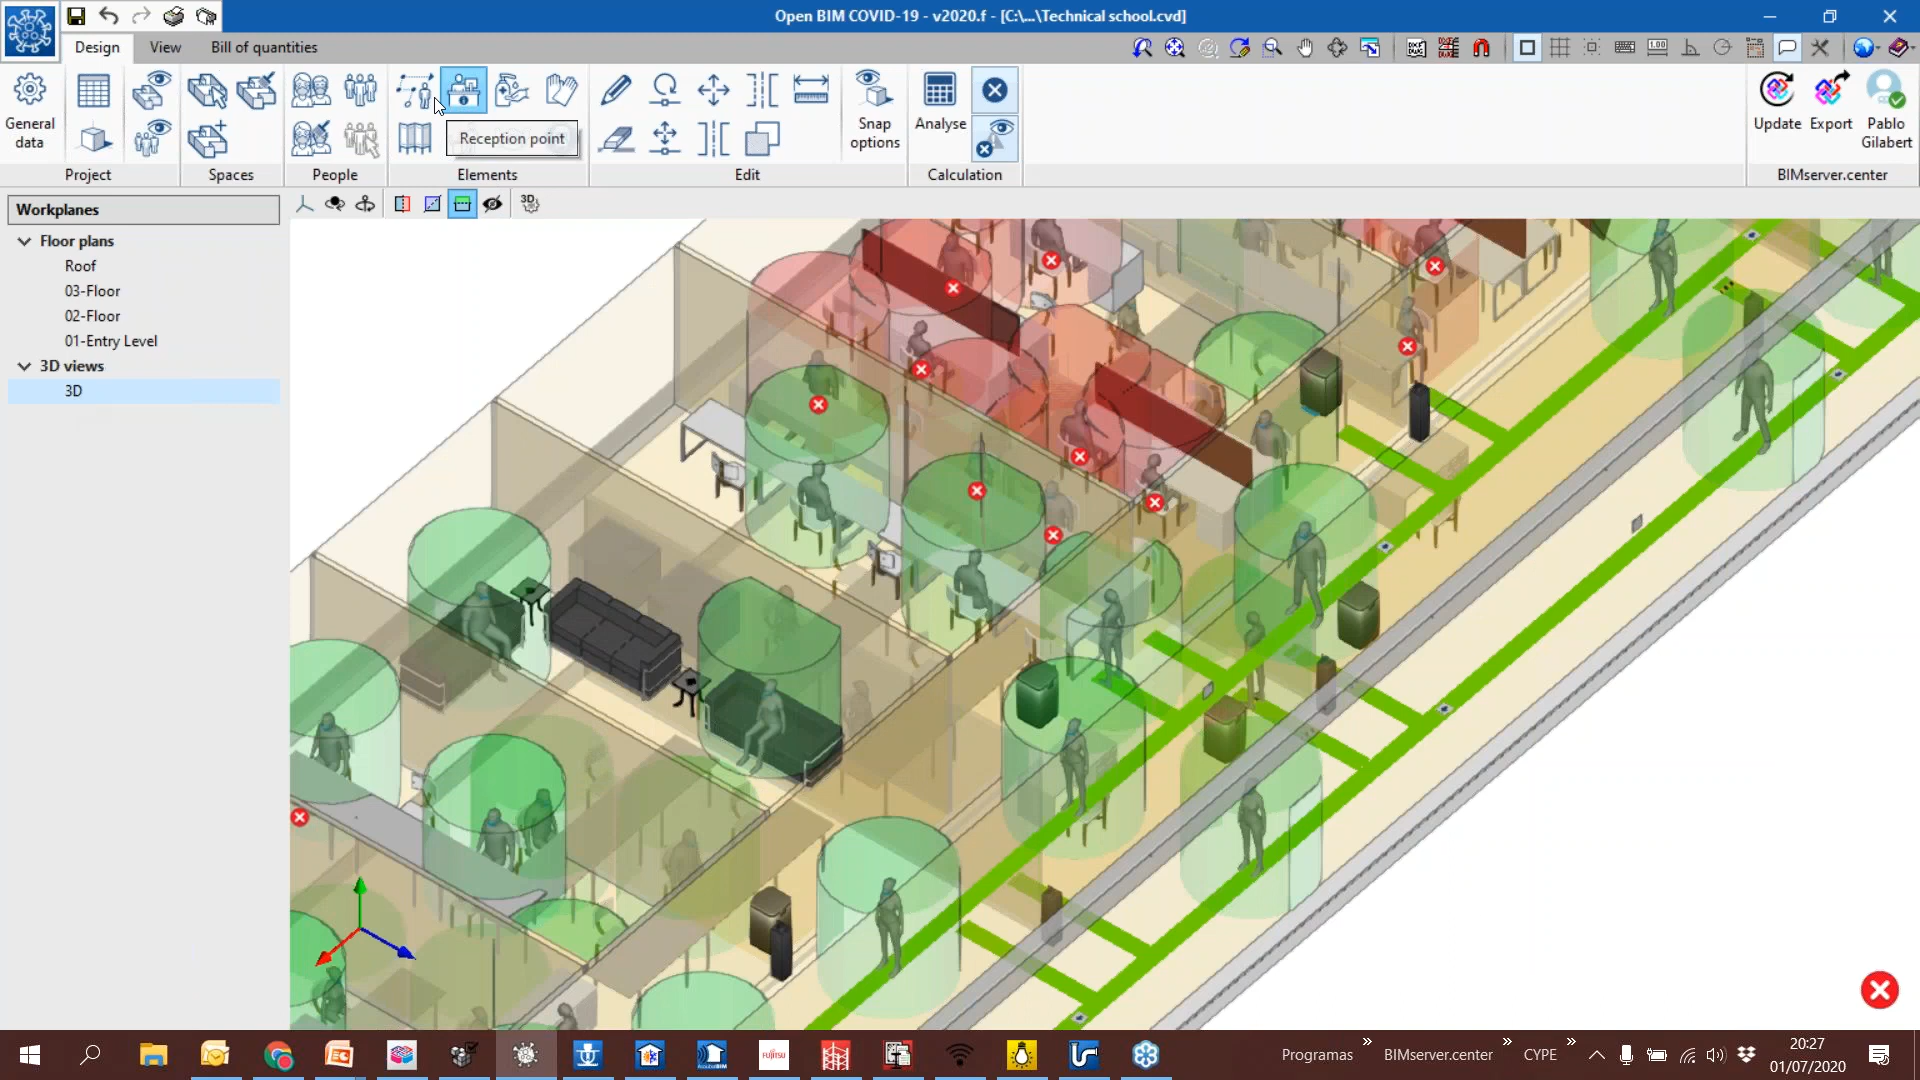 Open BIM COVID-19 - v2020.f - [C:\...\Technical school.cvd]
Design
View
Bill of quantities
General
data
Snap
options
Analyse
Update
Export
Pablo
Gilabert
Reception point
Project
Spaces
People
Elements
Edit
Calculation
BIMserver.center
3D
Workplanes
Floor plans
Roof
03-Floor
02-Floor
01-Entry Level
3D views
3D
FUJITSU
Programas
BIMserver.center
CYPE
20:27
01/07/2020